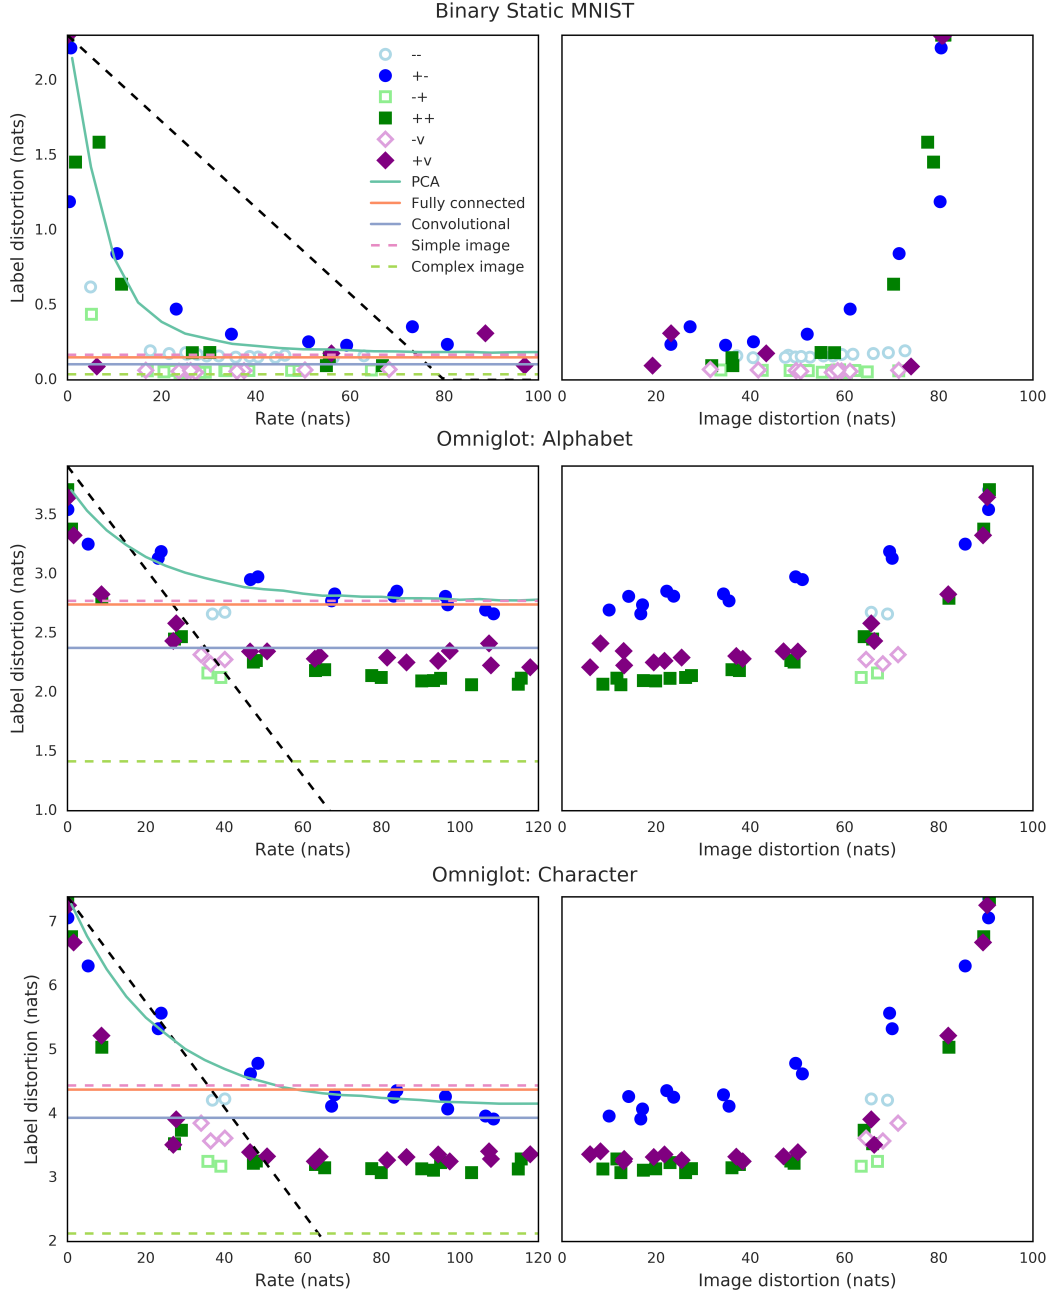 Binary Static MNIST
Label distortion (nats)
2.0
1.5
1.0
0.5
0.0
--
+-
-+
++
-v
+v
PCA
Fully connected
Convolutional
Simple image
Complex image
0 20 40 60 80 100
Rate (nats)
0 20 40 60 80 100
Image distortion (nats)
Omniglot: Alphabet
Label distortion (nats)
3.5
3.0
2.5
2.0
1.5
1.0
0 20 40 60 80 100 120
Rate (nats)
0 20 40 60 80 100
Image distortion (nats)
Omniglot: Character
Label distortion (nats)
7
6
5
4
3
2
0 20 40 60 80 100 120
Rate (nats)
0 20 40 60 80 100
Image distortion (nats)